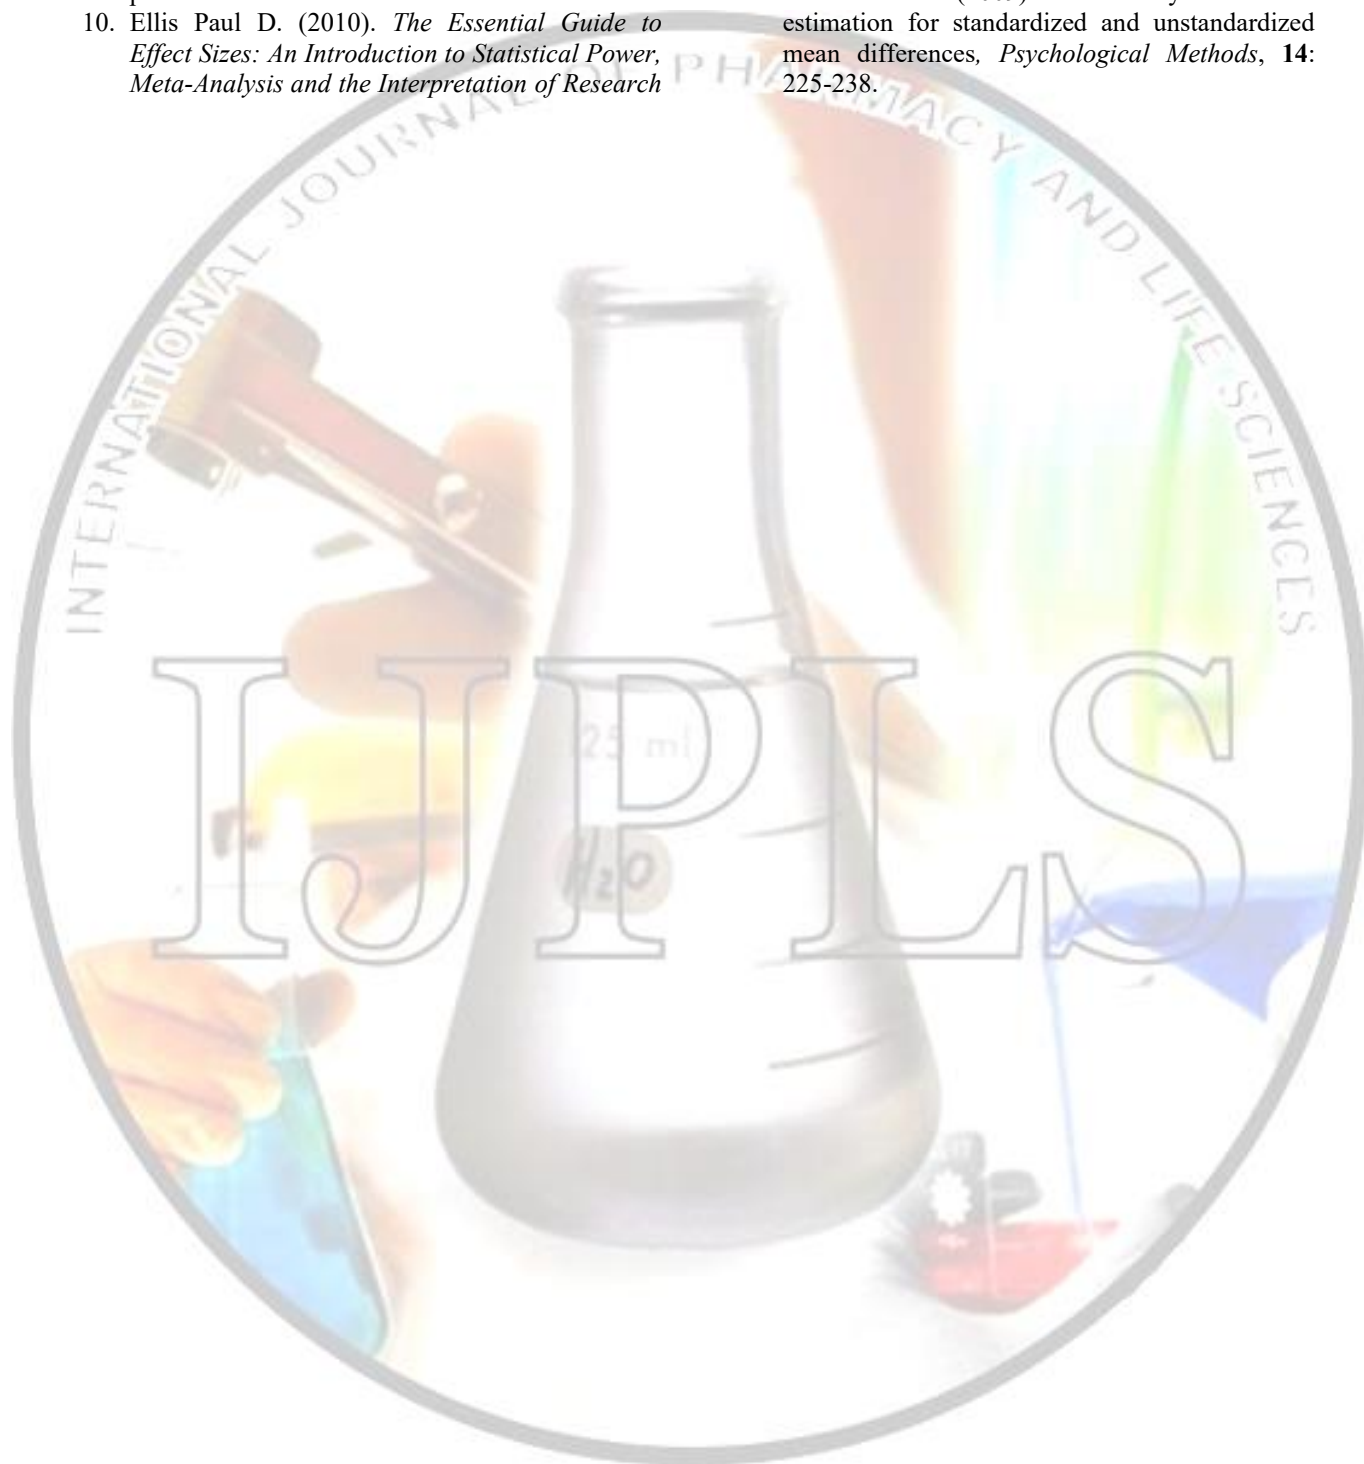 10. Ellis Paul D. (2010). The Essential Guide to
Effect Sizes: An Introduction to Statistical Power,
Meta-Analysis and the Interpretation of Research
estimation for standardized and unstandardized
mean differences, Psychological Methods, 14:
225-238.
INTERNATIONAL JOURNAL OF PHARMACY AND LIFE SCIENCES
25 ml
H₂O
IJPLS